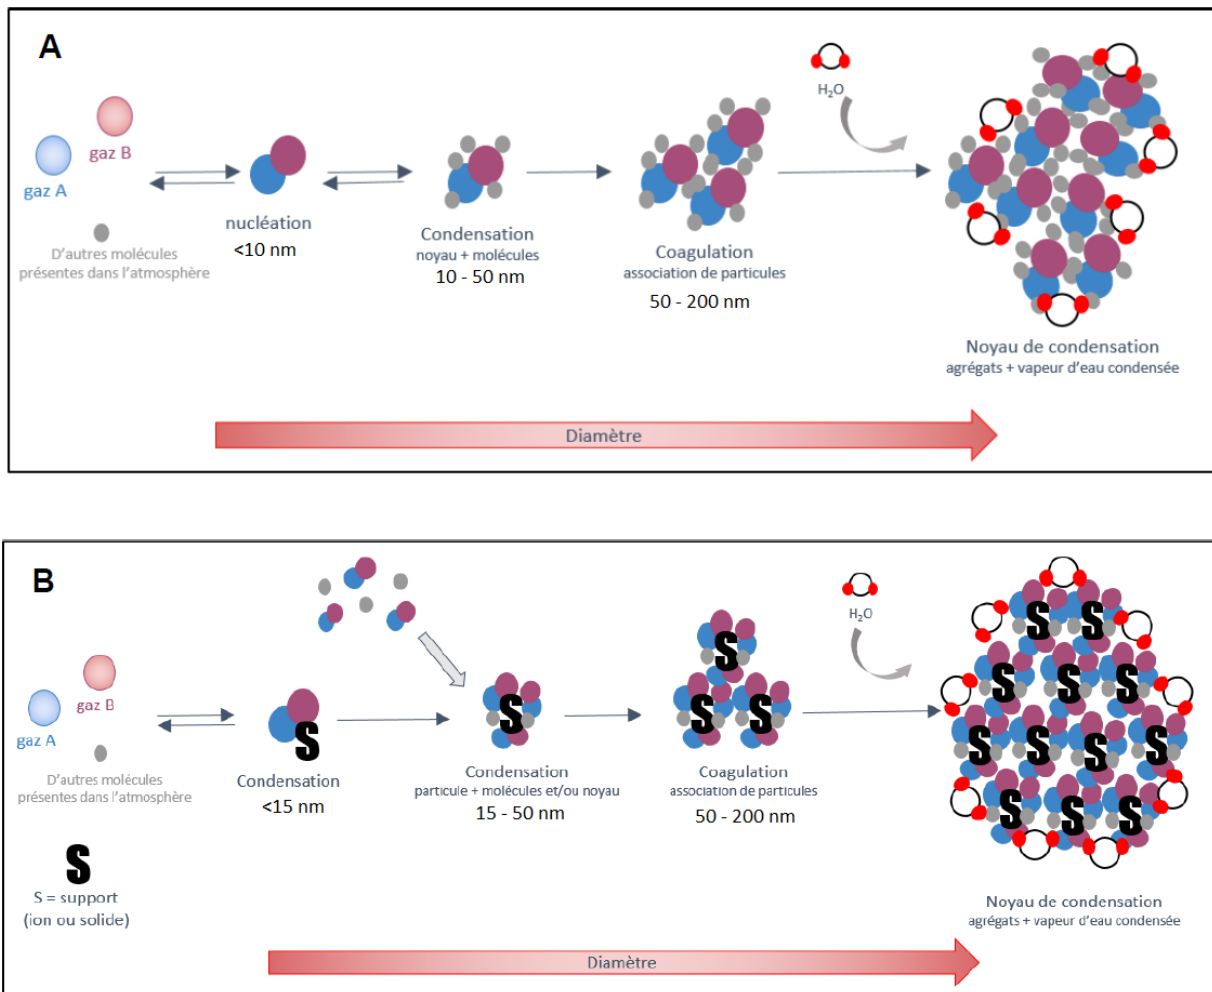 A
gaz B
gaz A
D'autres molécules
présentes dans l'atmosphère
nucléation
<10 nm
Condensation
noyau + molécules
10 - 50 nm
Coagulation
association de particules
50 - 200 nm
H₂O
Noyau de condensation
agrégats + vapeur d'eau condensée
Diamètre
B
gaz B
gaz A
D'autres molécules
présentes dans l'atmosphère
S
S = support
(ion ou solide)
S
Condensation
<15 nm
S
Condensation
particule + molécules et/ou noyau
15 - 50 nm
S
S S
Coagulation
association de particules
50 - 200 nm
H₂O
S S
S S S
S S S S
S S S
Noyau de condensation
agrégats + vapeur d'eau condensée
Diamètre